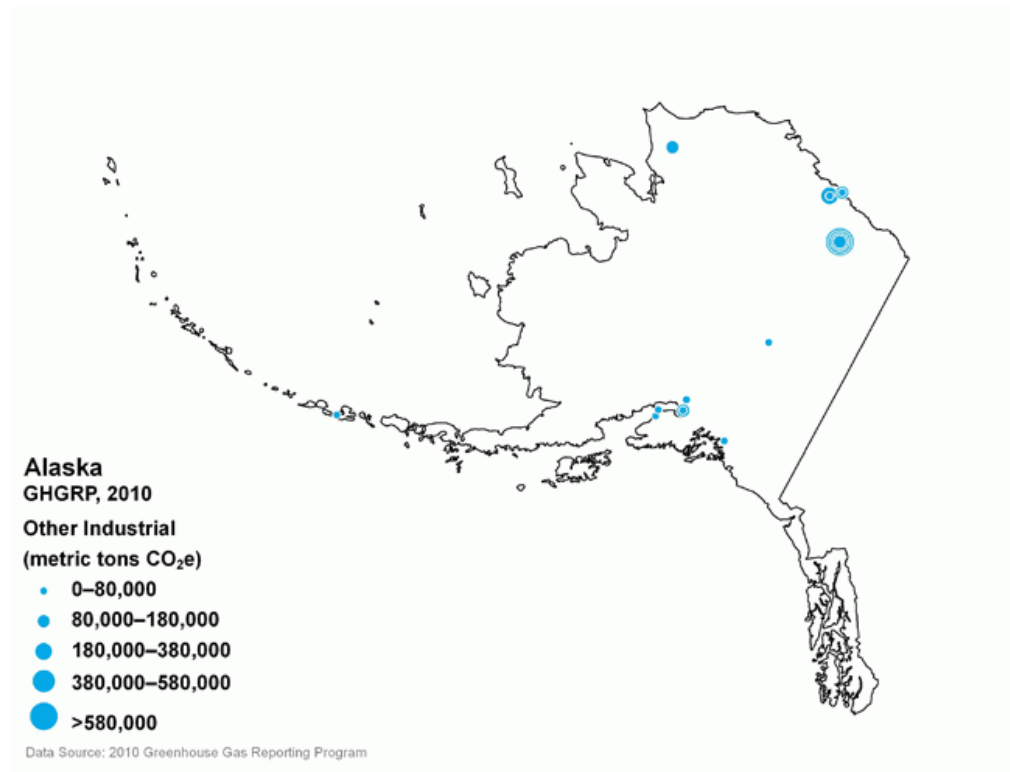 Alaska
GHGRP, 2010
Other Industrial
(metric tons CO₂e)
0–80,000
80,000–180,000
180,000–380,000
380,000–580,000
>580,000
Data Source: 2010 Greenhouse Gas Reporting Program